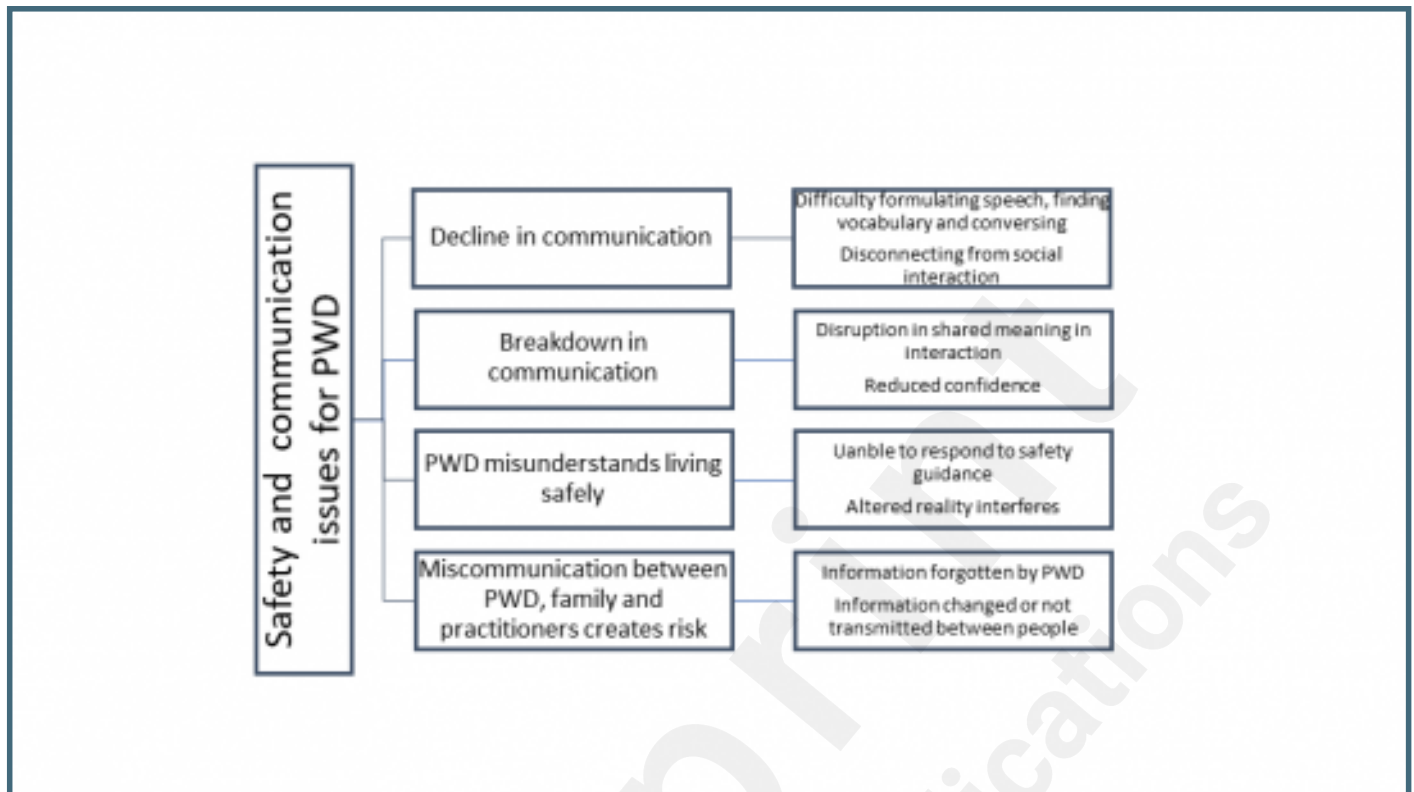 Safety and communication
issues for PWD
Decline in communication
Difficulty formulating speech, finding
vocabulary and conversing
Disconnecting from social
interaction
Breakdown in
communication
Disruption in shared meaning in
interaction
Reduced confidence
PWD misunderstands living
safely
Uanble to respond to safety
guidance
Altered reality interferes
Miscommunication between
PWD, family and
practitioners creates risk
Information forgotten by PWD
Information changed or not
transmitted between people
print
ications